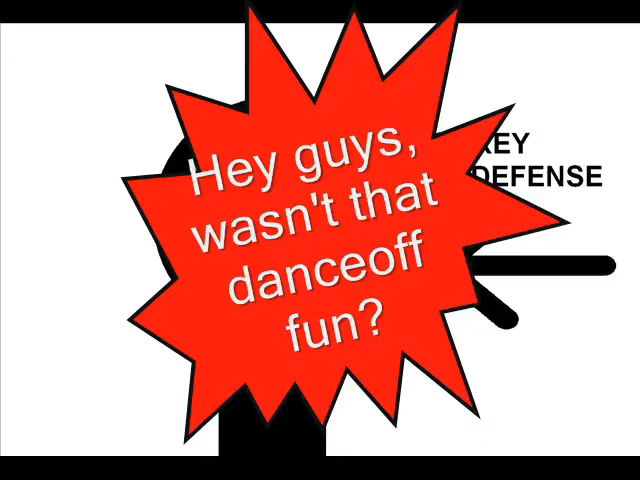 Hey guys,
wasn't that
danceoff
fun?
KEY
DEFENSE